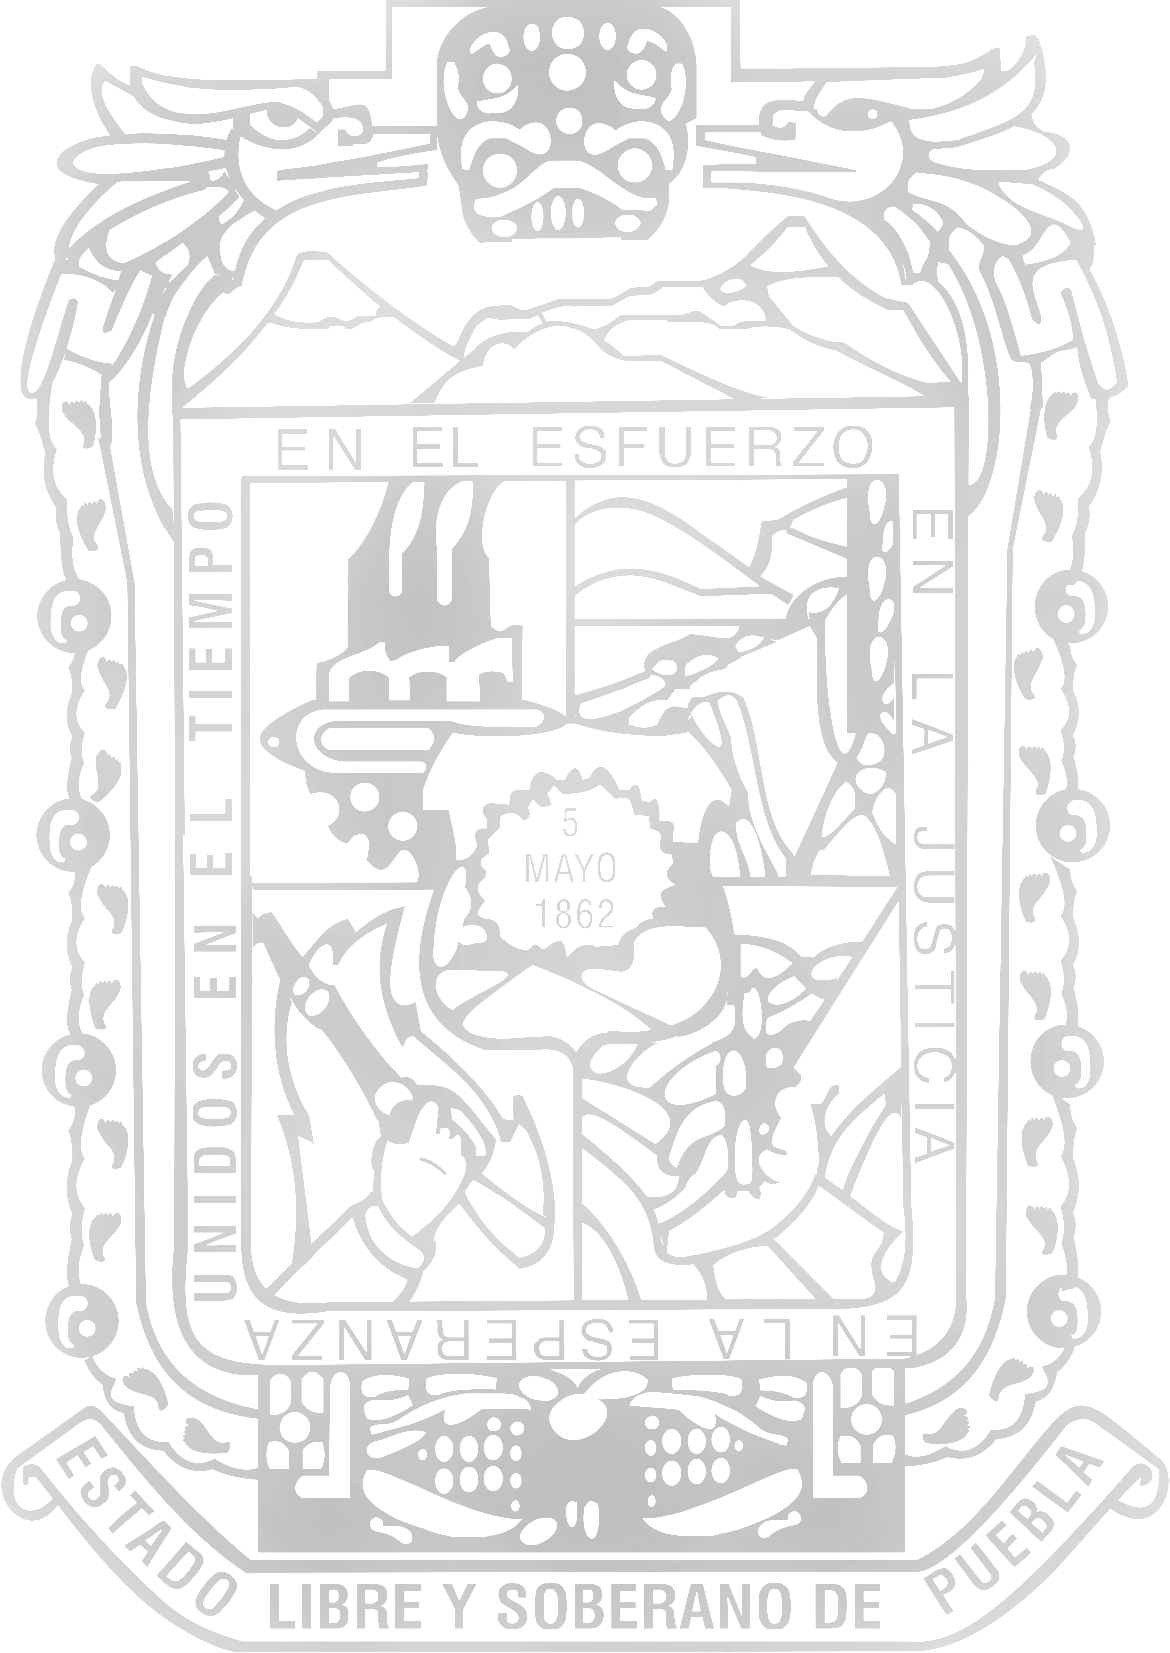 UNIDOS EN EL TIEMPO
EN EL ESFUERZO
EN LA JUSTICIA
EN LA ESPERANZA
5
MAYO
1862
ESTADO LIBRE Y SOBERANO DE PUEBLA